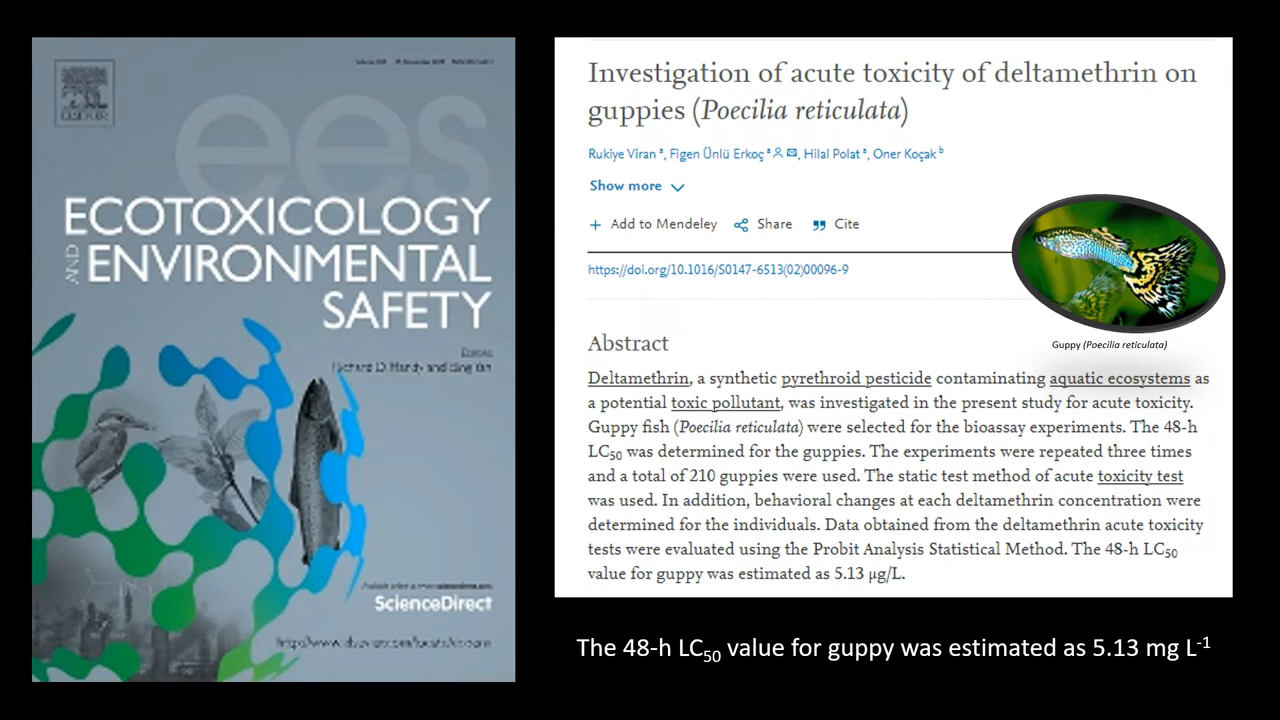 ELSEVIER
ees
ECOTOXICOLOGY
AND ENVIRONMENTAL
SAFETY
Editors
Richard D. Handy and Bing Yan
ScienceDirect
Investigation of acute toxicity of deltamethrin on
guppies (Poecilia reticulata)
Rukiye Viran ᵃ, Figen Ünlü Erkoç ᵃ, Hilal Polat ᵃ, Oner Koçak ᵇ
Show more
+ Add to Mendeley Share Cite
https://doi.org/10.1016/S0147-6513(02)00096-9
Guppy (Poecilia reticulata)
Abstract
Deltamethrin, a synthetic pyrethroid pesticide contaminating aquatic ecosystems as
a potential toxic pollutant, was investigated in the present study for acute toxicity.
Guppy fish (Poecilia reticulata) were selected for the bioassay experiments. The 48-h
LC₅₀ was determined for the guppies. The experiments were repeated three times
and a total of 210 guppies were used. The static test method of acute toxicity test
was used. In addition, behavioral changes at each deltamethrin concentration were
determined for the individuals. Data obtained from the deltamethrin acute toxicity
tests were evaluated using the Probit Analysis Statistical Method. The 48-h LC₅₀
value for guppy was estimated as 5.13 μg/L.
The 48-h LC₅₀ value for guppy was estimated as 5.13 mg L⁻¹